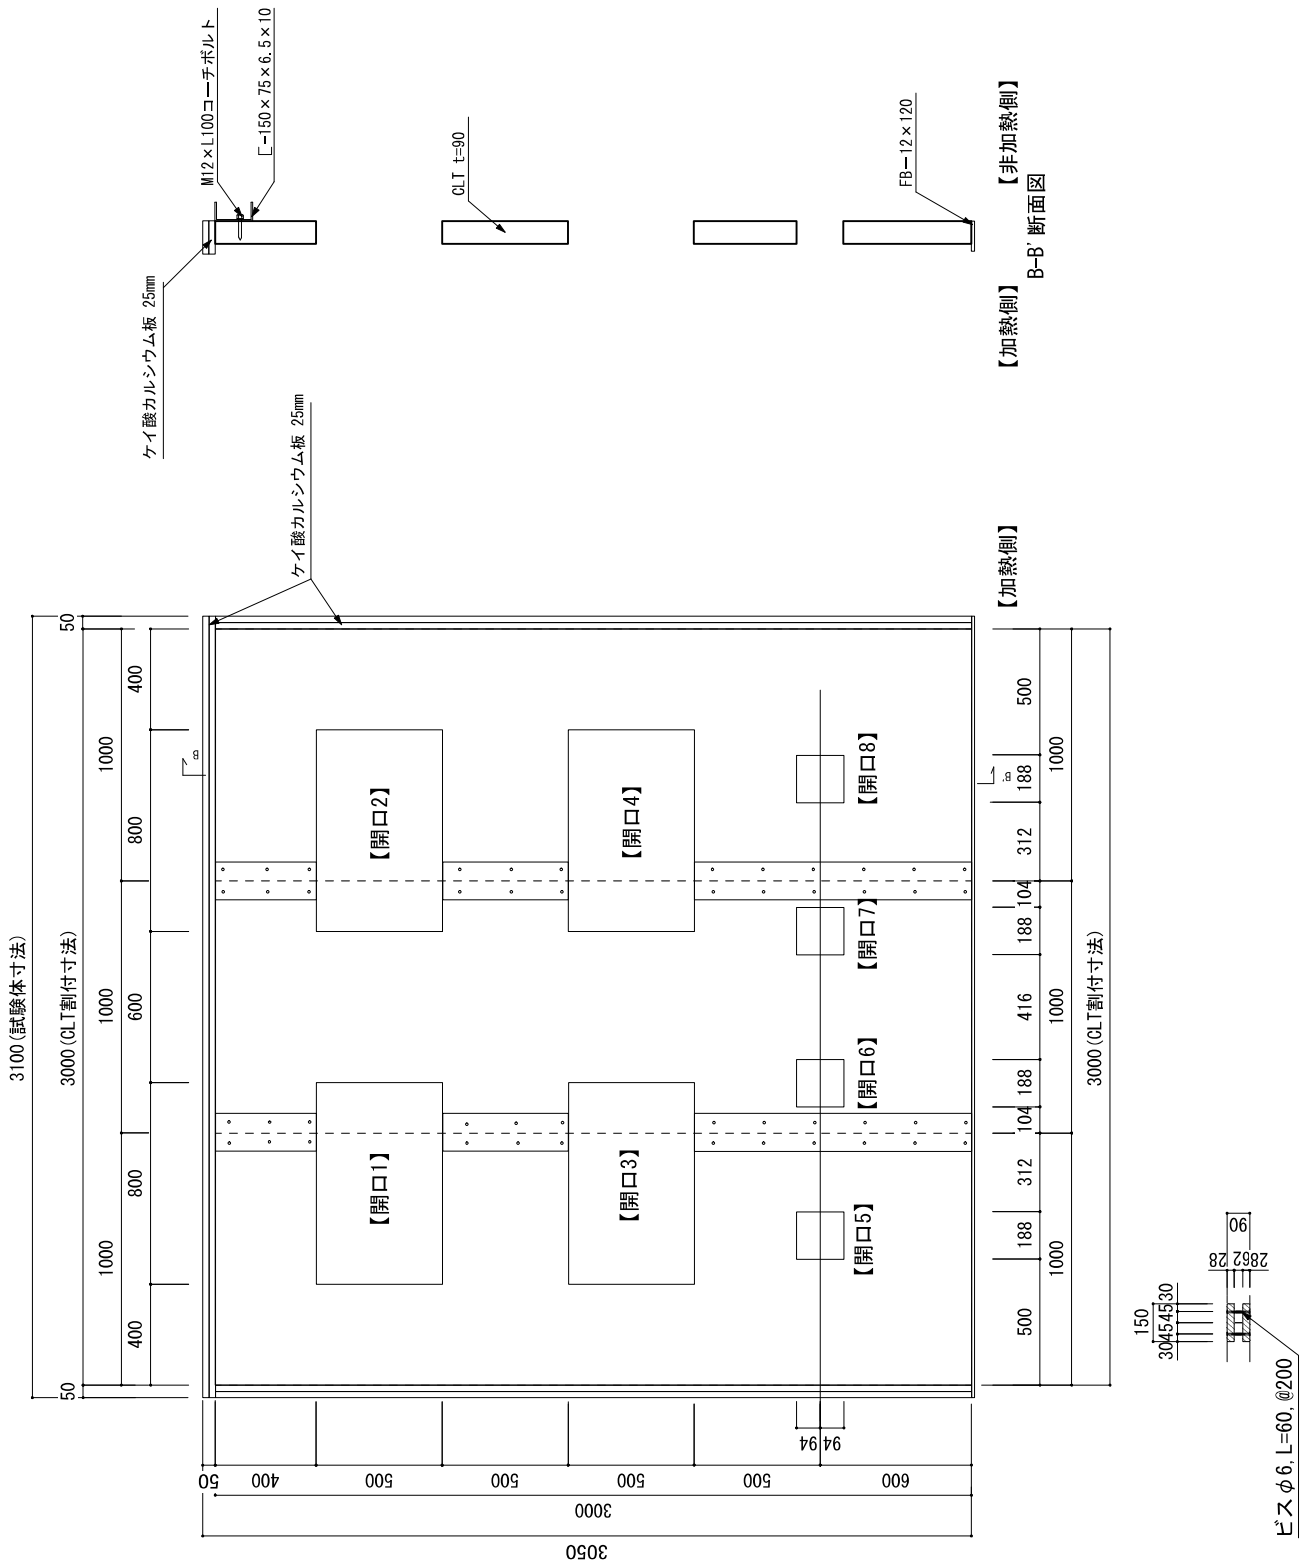 3100(試験体寸法)
3000(CLT割付寸法)
50
1000
1000
1000
50
400
800
600
800
400
ケイ酸カルシウム板 25mm
M12×L100コーチボルト
[-150×75×6.5×10
CLT t=90
FB-12×120
【加熱側】
【非加熱側】
B-B' 断面図
ケイ酸カルシウム板 25mm
【加熱側】
B
B'
【開口1】
【開口2】
【開口3】
【開口4】
【開口5】
【開口6】
【開口7】
【開口8】
50
400
500
500
500
500
600
94
94
3000
3050
500
188
312
104
188
416
188
104
312
188
500
1000
1000
1000
3000(CLT割付寸法)
150
30
45
45
30
28
62
28
90
ビスφ6, L=60, @200